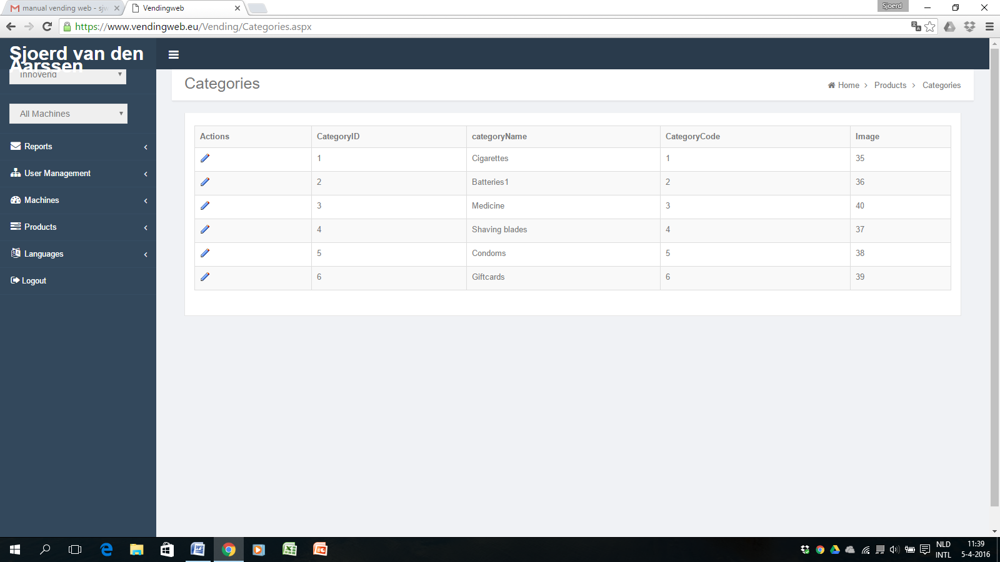 manual vending web - sjw
Vendingweb
Sjoerd
https://www.vendingweb.eu/Vending/Categories.aspx
Sjoerd van den
Aarssen
Innovend
All Machines
Reports
User Management
Machines
Products
Languages
Logout
Categories
Home > Products > Categories
Actions CategoryID categoryName CategoryCode Image
1 Cigarettes 1 35
2 Batteries1 2 36
3 Medicine 3 40
4 Shaving blades 4 37
5 Condoms 5 38
6 Giftcards 6 39
NLD 11:39
INTL 5-4-2016